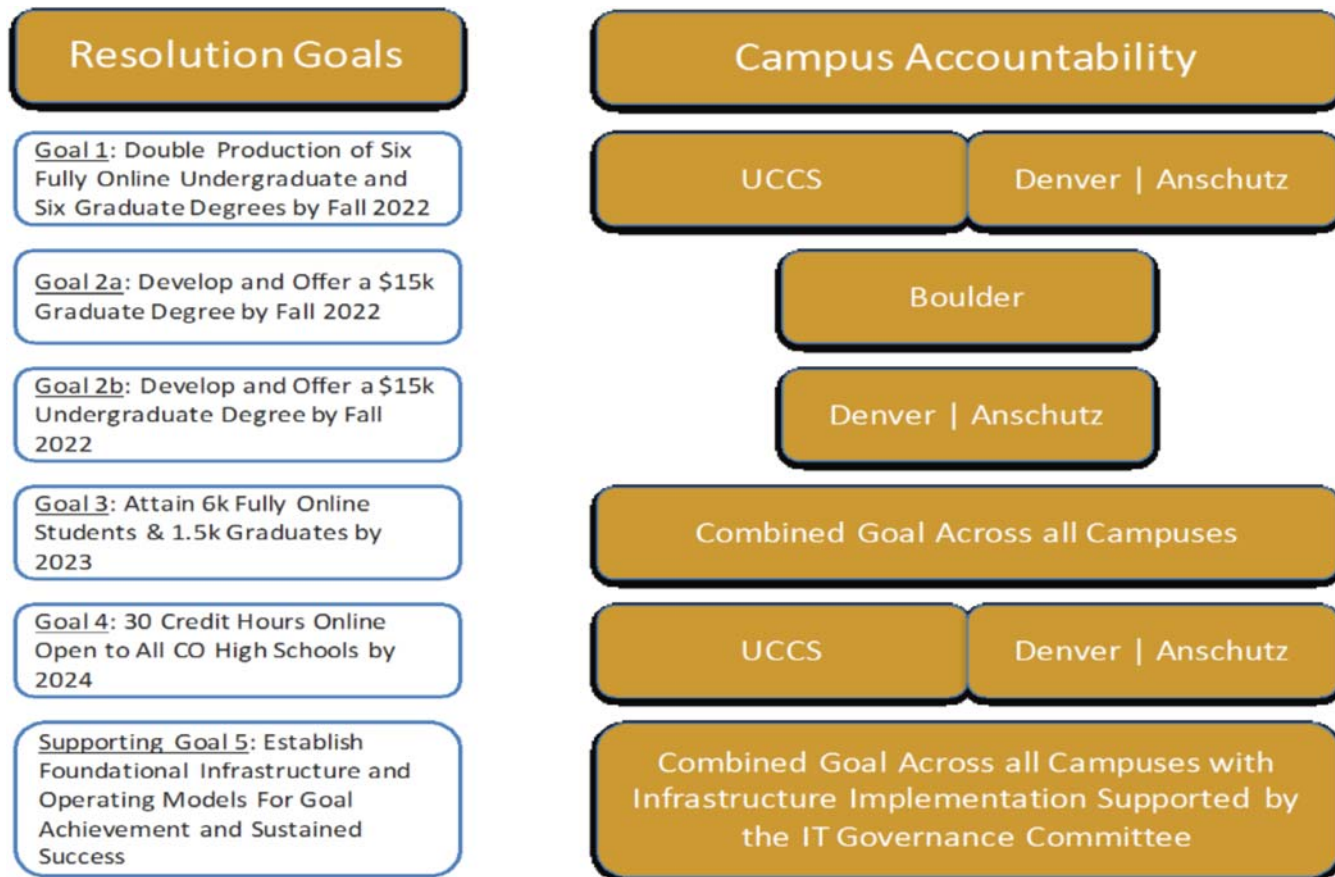 Resolution Goals
Campus Accountability
Goal 1: Double Production of Six
Fully Online Undergraduate and
Six Graduate Degrees by Fall 2022
UCCS
Denver | Anschutz
Goal 2a: Develop and Offer a $15k
Graduate Degree by Fall 2022
Boulder
Goal 2b: Develop and Offer a $15k
Undergraduate Degree by Fall
2022
Denver | Anschutz
Goal 3: Attain 6k Fully Online
Students & 1.5k Graduates by
2023
Combined Goal Across all Campuses
Goal 4: 30 Credit Hours Online
Open to All CO High Schools by
2024
UCCS
Denver | Anschutz
Supporting Goal 5: Establish
Foundational Infrastructure and
Operating Models For Goal
Achievement and Sustained
Success
Combined Goal Across all Campuses with
Infrastructure Implementation Supported by
the IT Governance Committee